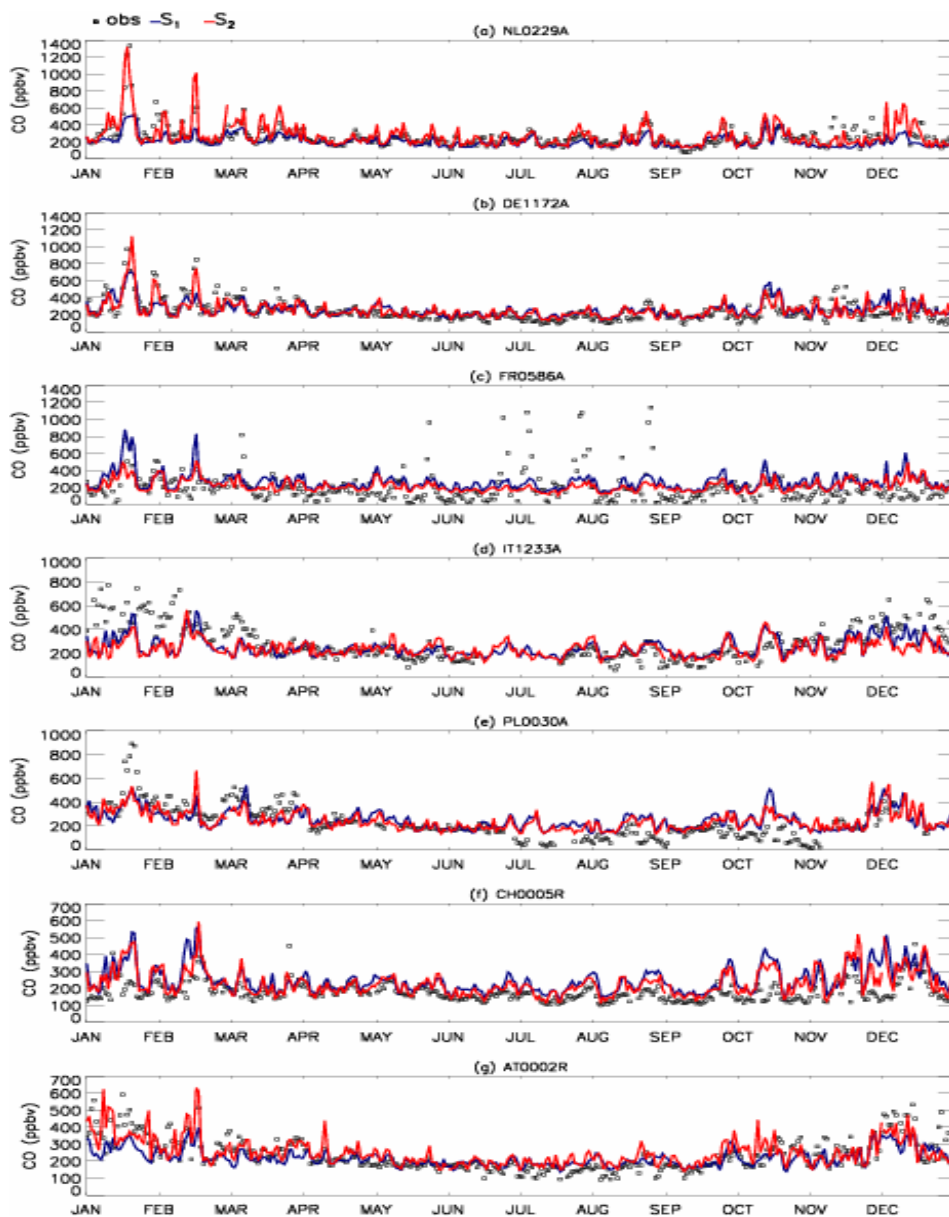 obs S1 S2
(a) NL0229A
1400
1200
1000
800
600
400
200
0
CO (ppbv)
JAN FEB MAR APR MAY JUN JUL AUG SEP OCT NOV DEC
(b) DE1172A
1400
1200
1000
800
600
400
200
0
CO (ppbv)
JAN FEB MAR APR MAY JUN JUL AUG SEP OCT NOV DEC
(c) FR0586A
1400
1200
1000
800
600
400
200
0
CO (ppbv)
JAN FEB MAR APR MAY JUN JUL AUG SEP OCT NOV DEC
(d) IT1233A
1000
800
600
400
200
0
CO (ppbv)
JAN FEB MAR APR MAY JUN JUL AUG SEP OCT NOV DEC
(e) PL0030A
1000
800
600
400
200
0
CO (ppbv)
JAN FEB MAR APR MAY JUN JUL AUG SEP OCT NOV DEC
(f) CH0005R
700
600
500
400
300
200
100
0
CO (ppbv)
JAN FEB MAR APR MAY JUN JUL AUG SEP OCT NOV DEC
(g) AT0002R
700
600
500
400
300
200
100
0
CO (ppbv)
JAN FEB MAR APR MAY JUN JUL AUG SEP OCT NOV DEC